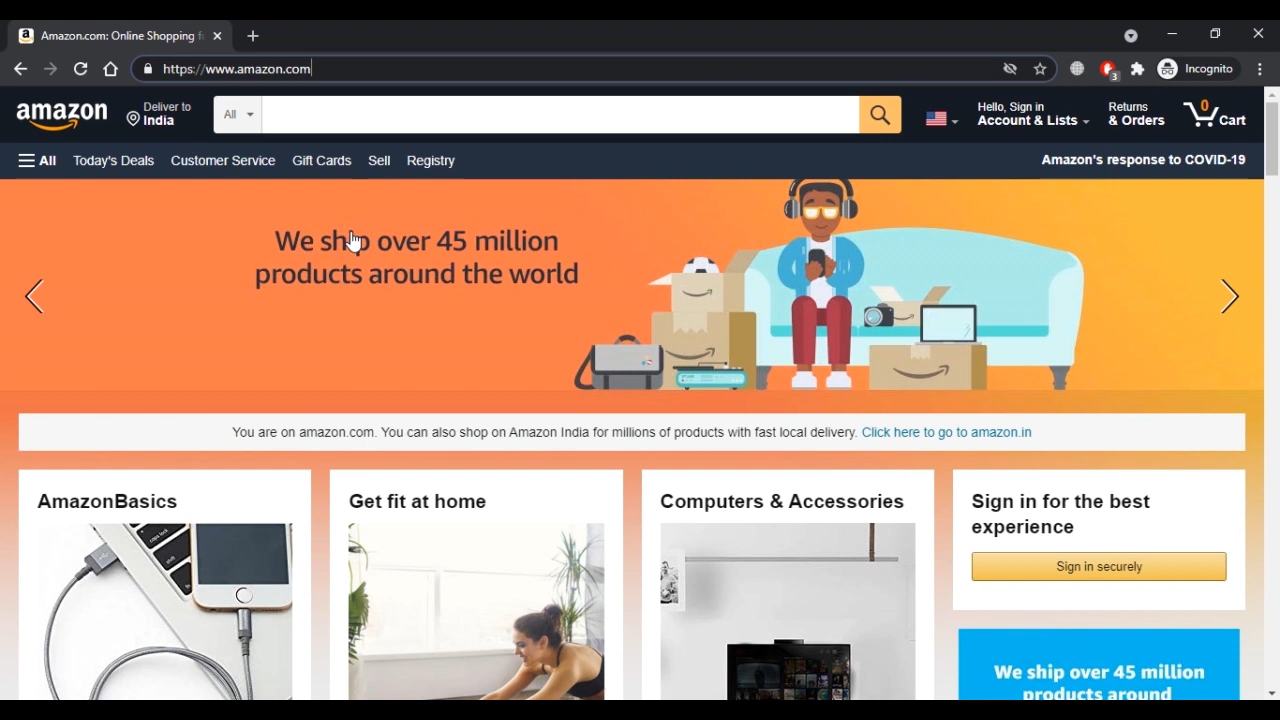 Amazon.com: Online Shopping f
https://www.amazon.com
3
Incognito
amazon
Deliver to
India
All
Hello, Sign in
Account & Lists
Returns
& Orders
0
Cart
All
Today's Deals
Customer Service
Gift Cards
Sell
Registry
Amazon's response to COVID-19
We ship over 45 million
products around the world
You are on amazon.com. You can also shop on Amazon India for millions of products with fast local delivery. Click here to go to amazon.in
AmazonBasics
Get fit at home
Computers & Accessories
Sign in for the best
experience
Sign in securely
We ship over 45 million
products around